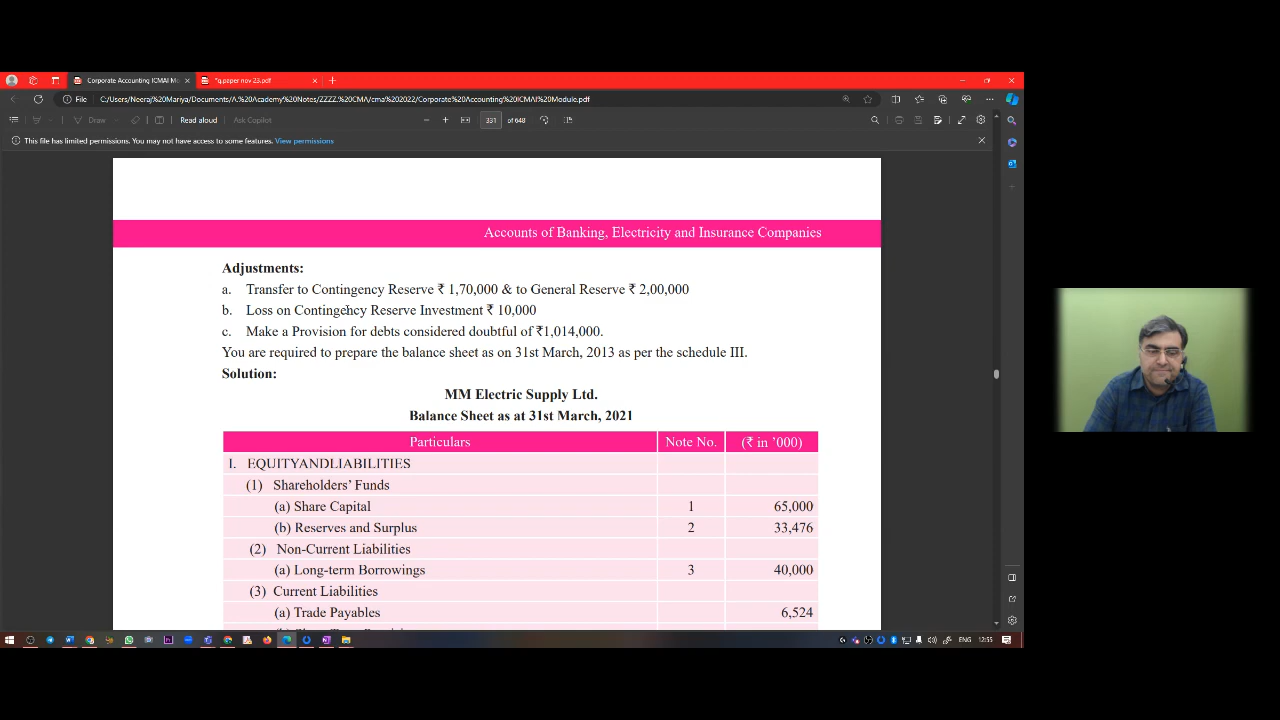 Corporate Accounting ICMAI Mo
*q.paper nov 23.pdf
File
C:/Users/Neeraj%20Mariya/Documents/A.%20Academy%20Notes/ZZZZ.%20CMA/cma%202022/Corporate%20Accounting%20ICMAI%20Module.pdf
Draw
Read aloud
Ask Copilot
331 of 648
This file has limited permissions. You may not have access to some features. View permissions
Accounts of Banking, Electricity and Insurance Companies
Adjustments:
a. Transfer to Contingency Reserve ₹ 1,70,000 & to General Reserve ₹ 2,00,000
b. Loss on Contingency Reserve Investment ₹ 10,000
c. Make a Provision for debts considered doubtful of ₹1,014,000.
You are required to prepare the balance sheet as on 31st March, 2013 as per the schedule III.
Solution:
MM Electric Supply Ltd.
Balance Sheet as at 31st March, 2021
Particulars Note No. (₹ in ’000)
I. EQUITYANDLIABILITIES
(1) Shareholders’ Funds
(a) Share Capital 1 65,000
(b) Reserves and Surplus 2 33,476
(2) Non-Current Liabilities
(a) Long-term Borrowings 3 40,000
(3) Current Liabilities
(a) Trade Payables 6,524
ENG 12:55